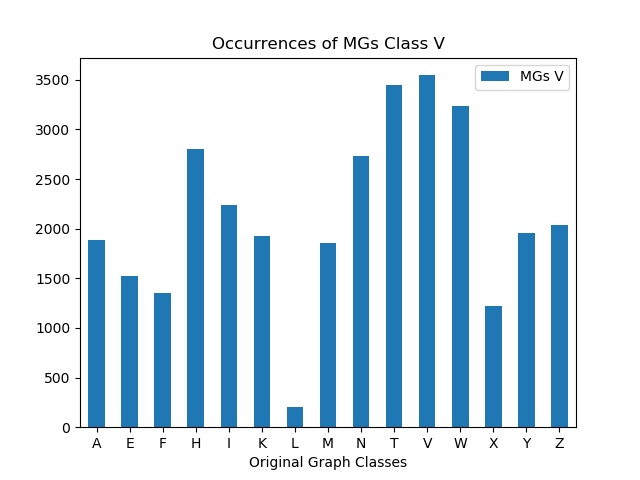 Occurrences of MGs Class V
MGs V
3500
3000
2500
2000
1500
1000
500
0
A E F H I K L M N T V W X Y Z
Original Graph Classes